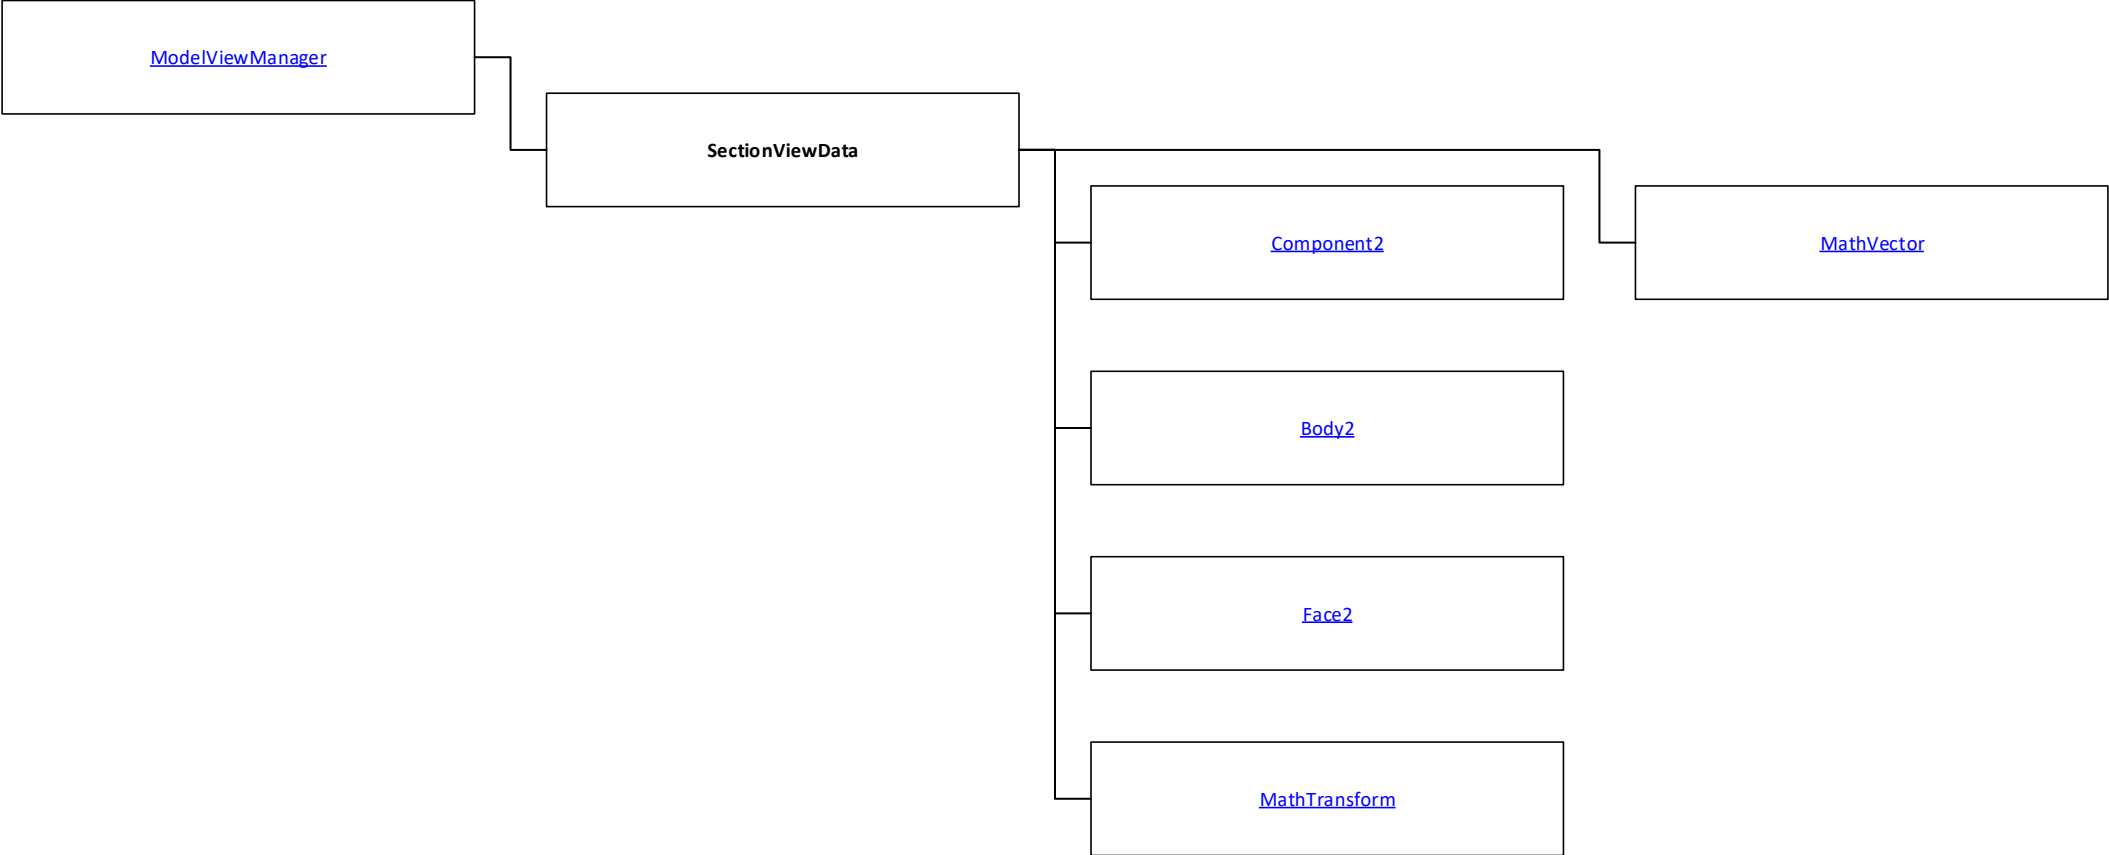 ModelViewManager
SectionViewData
Component2
MathVector
Body2
Face2
MathTransform